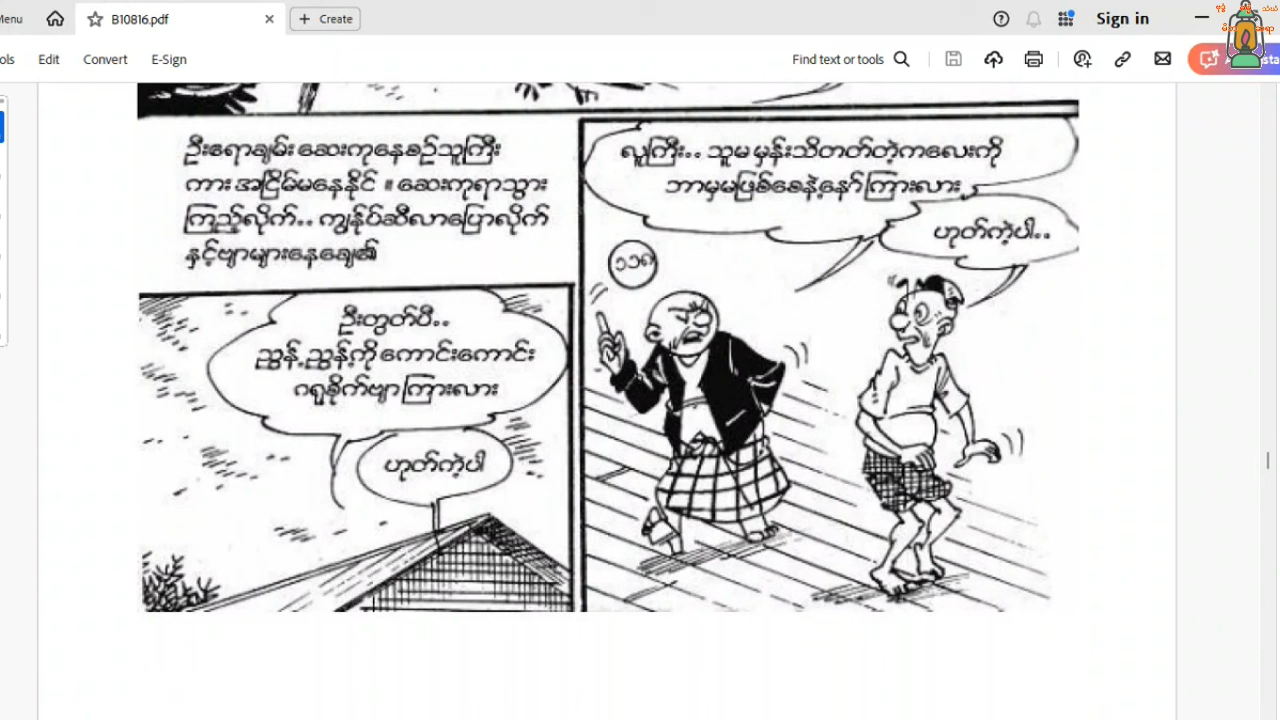 Menu
B10816.pdf
Create
Sign in
ols
Edit
Convert
E-Sign
Find text or tools
ဦးရောချမ်း ဆေးကုနေခဉ်သူကြီး
ကား အငြိမ်မနေနိုင် ။ ဆေးကုရာသွား
ကြည့်လိုက်.. ကျွန်ုပ်ဆီလာပြောလိုက်
နှင့်ဗျာများနေချေ၏
လူကြီး.. သူမ မှန်းသိတတ်တဲ့ကလေးကို
ဘာမှမဖြစ်စေနဲ့နော် ကြားလား
ဟုတ်ကဲ့ပါ..
၁၁၈
ဦးတွတ်ပီ..
ညွန့်ညွန့်ကို ကောင်းကောင်း
ဂရုစိုက်ဗျာ ကြားလား
ဟုတ်ကဲ့ပါ